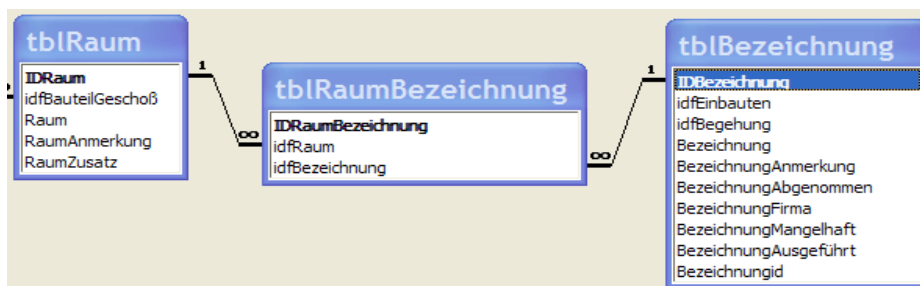 tblRaum
IDRaum
idfBauteilGeschoß
Raum
RaumAnmerkung
RaumZusatz
1
∞
tblRaumBezeichnung
IDRaumBezeichnung
idfRaum
idfBezeichnung
∞
1
tblBezeichnung
IDBezeichnung
idfEinbauten
idfBegehung
Bezeichnung
BezeichnungAnmerkung
BezeichnungAbgenommen
BezeichnungFirma
BezeichnungMangelhaft
BezeichnungAusgeführt
Bezeichnungid